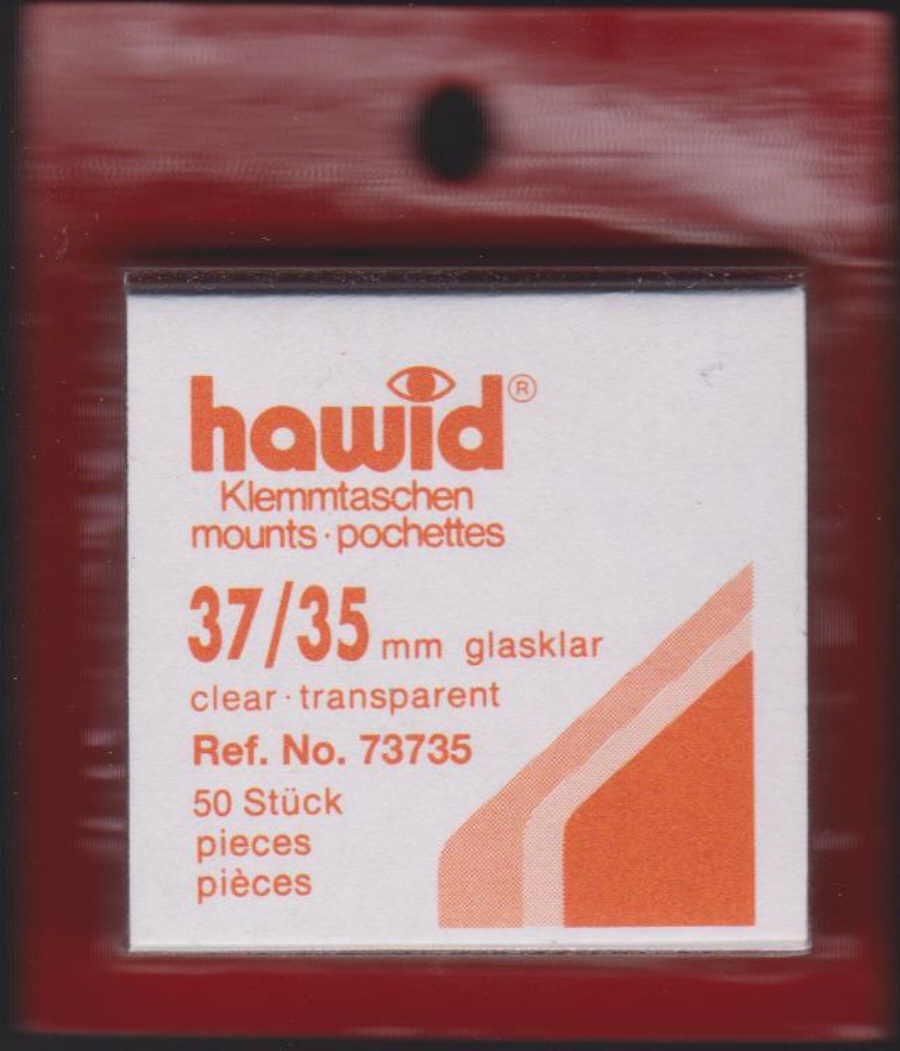 hawid®
Klemmtaschen
mounts·pochettes
37/35 mm glasklar
clear·transparent
Ref. No. 73735
50 Stück
pieces
pièces